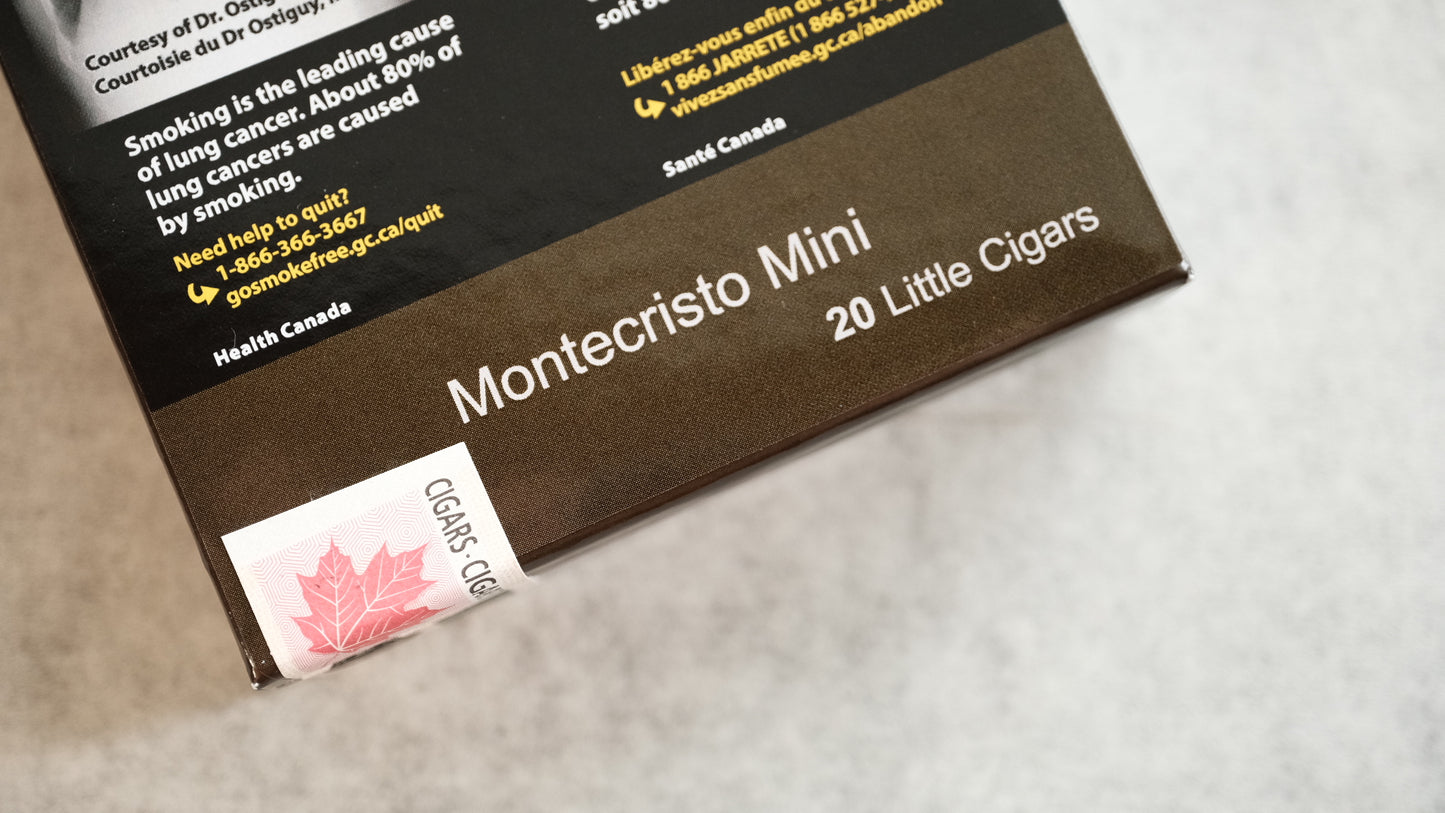 Courtesy of Dr.
Courtoisie du Dr Ostiguy,
Smoking is the leading cause
of lung cancer. About 80% of
lung cancers are caused
by smoking.
Need help to quit?
1-866-366-3667
gosmokefree.gc.ca/quit
Health Canada
soit
Libérez-vous enfin du
1 866 JARRETE (1 866 527-
vivezsansfumee.gc.ca/abandon
Santé Canada
Montecristo Mini
20 Little Cigars
CIGARS · CIG